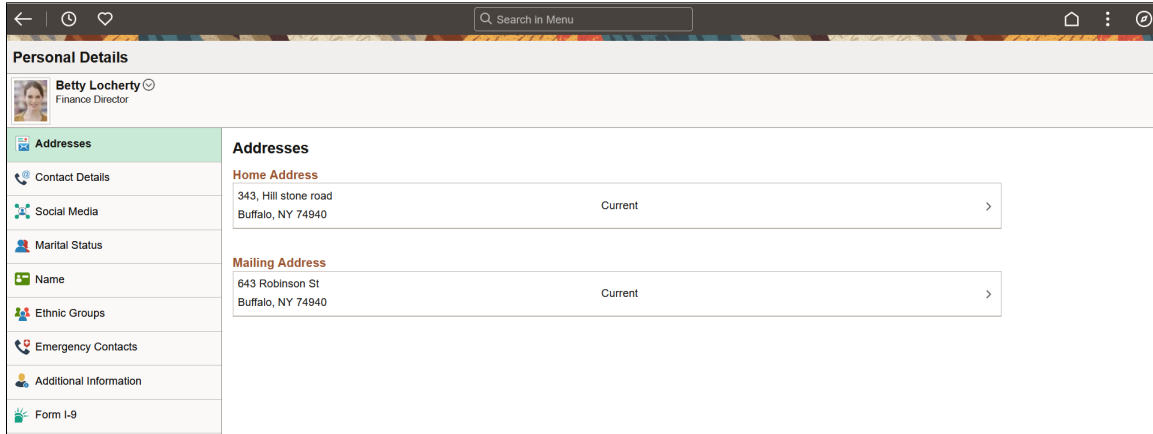 Search in Menu
Personal Details
Betty Locherty
Finance Director
Addresses
Contact Details
Social Media
Marital Status
Name
Ethnic Groups
Emergency Contacts
Additional Information
Form I-9
Addresses
Home Address
343, Hill stone road
Buffalo, NY 74940
Current
Mailing Address
643 Robinson St
Buffalo, NY 74940
Current